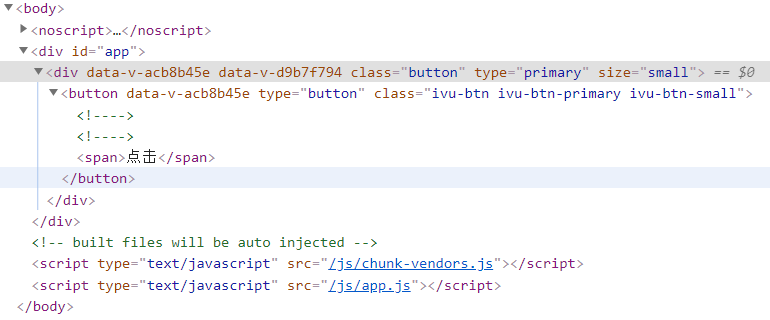 <body>
<noscript>…</noscript>
<div id="app">
<div data-v-acb8b45e data-v-d9b7f794 class="button" type="primary" size="small"> == $0
<button data-v-acb8b45e type="button" class="ivu-btn ivu-btn-primary ivu-btn-small">
<!---->
<!---->
<span>点击</span>
</button>
</div>
</div>
<!-- built files will be auto injected -->
<script type="text/javascript" src="/js/chunk-vendors.js"></script>
<script type="text/javascript" src="/js/app.js"></script>
</body>